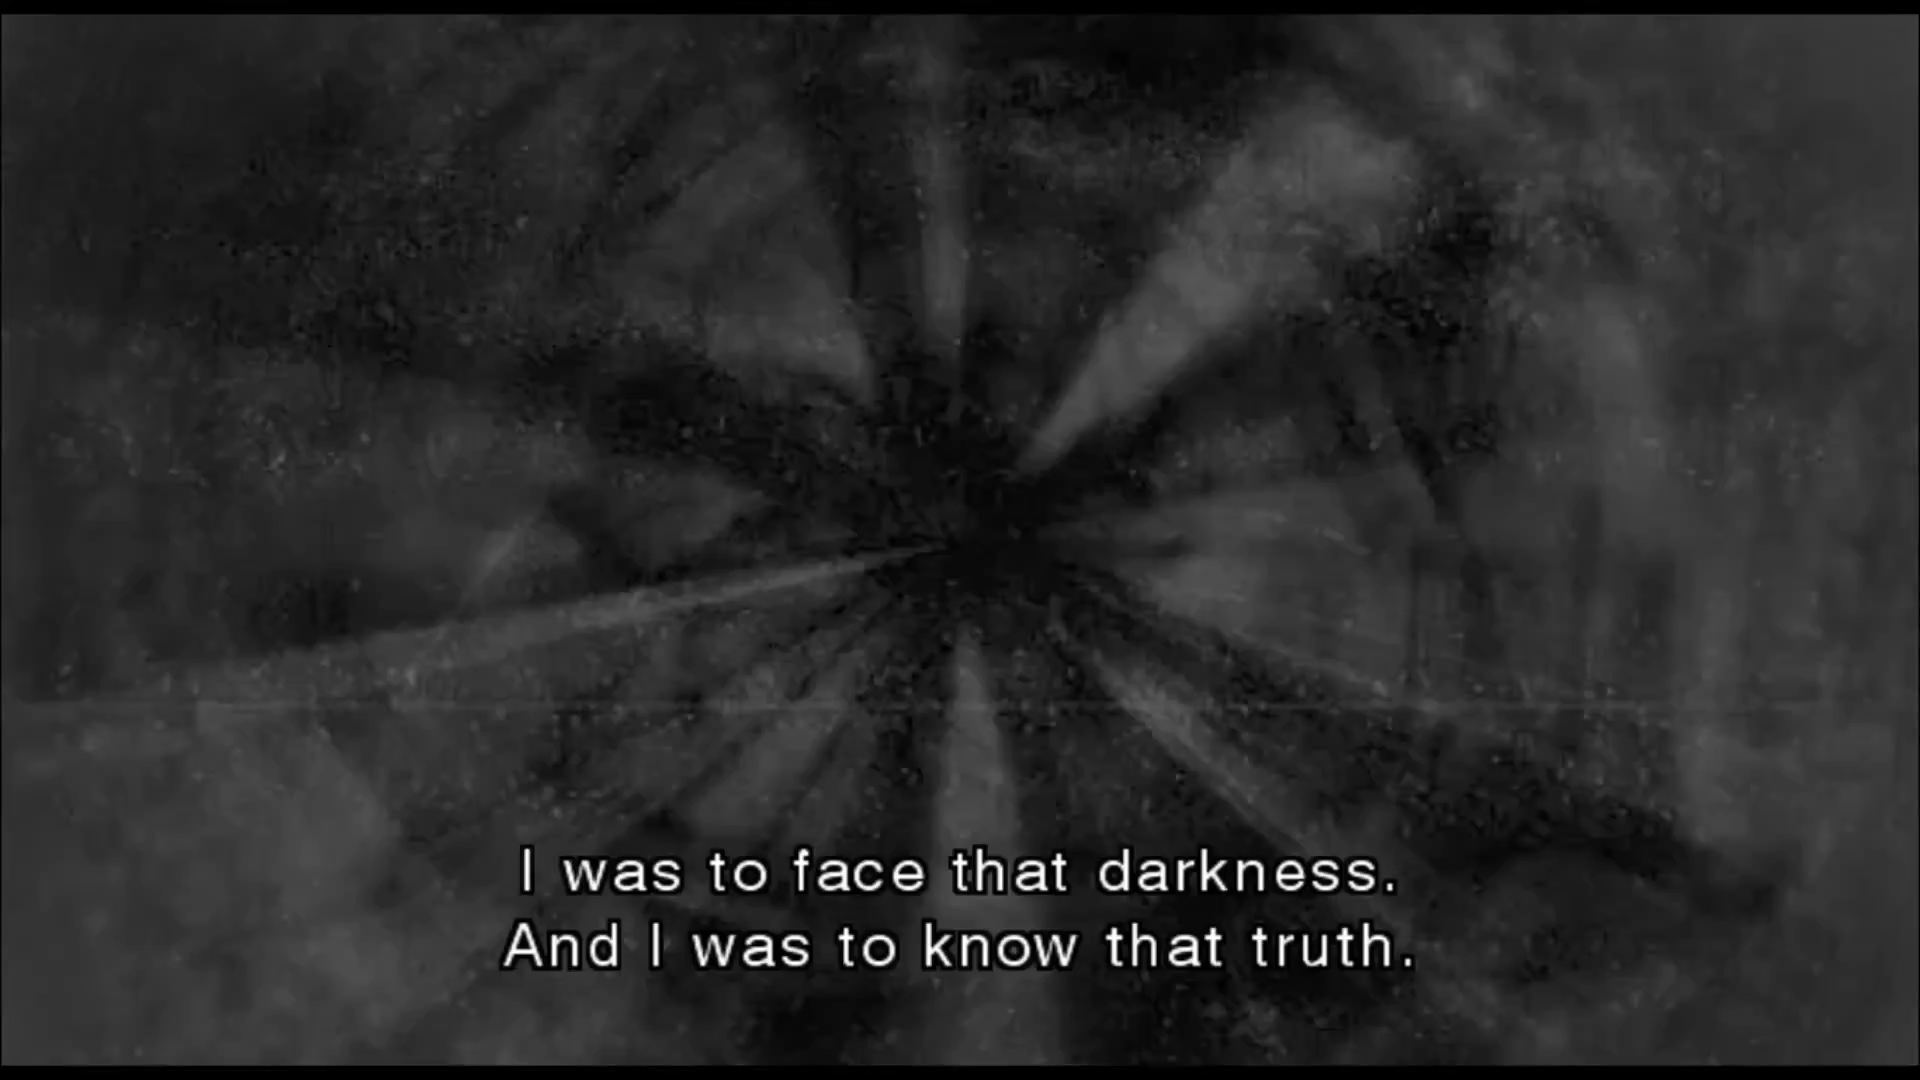 I was to face that darkness.
And I was to know that truth.